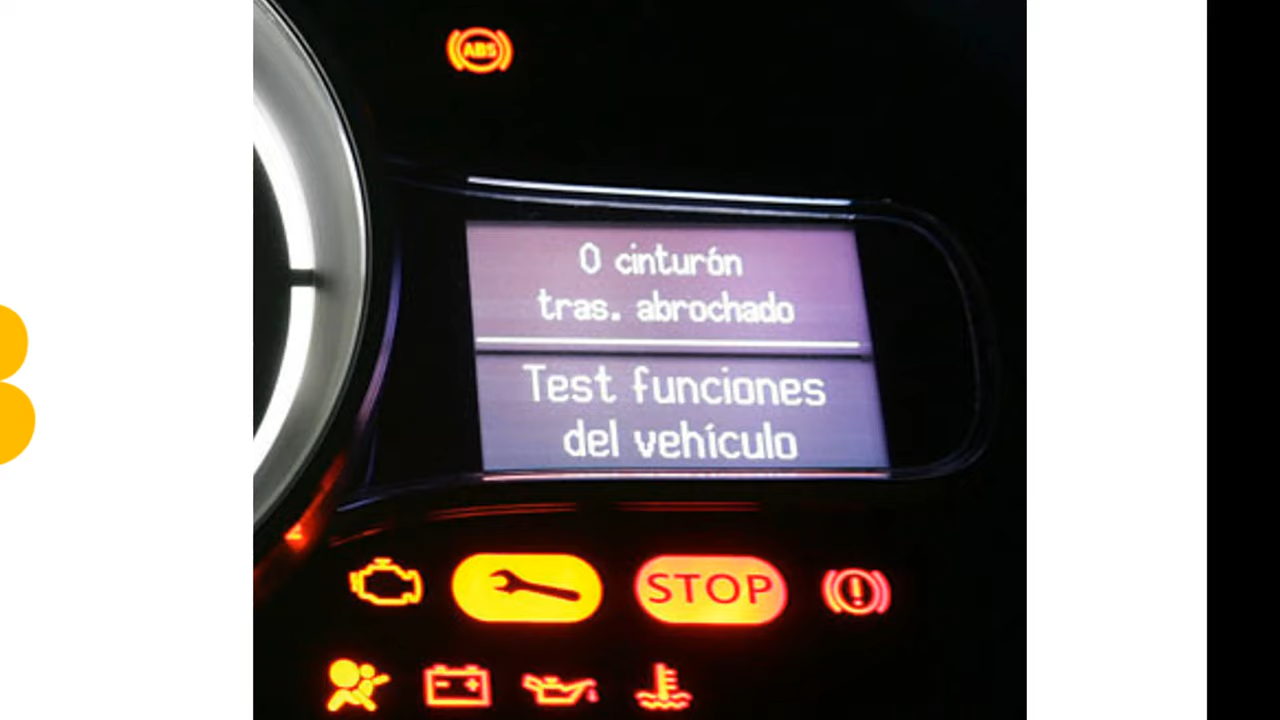 ABS
0 cinturón
tras. abrochado
Test funciones
del vehículo
STOP